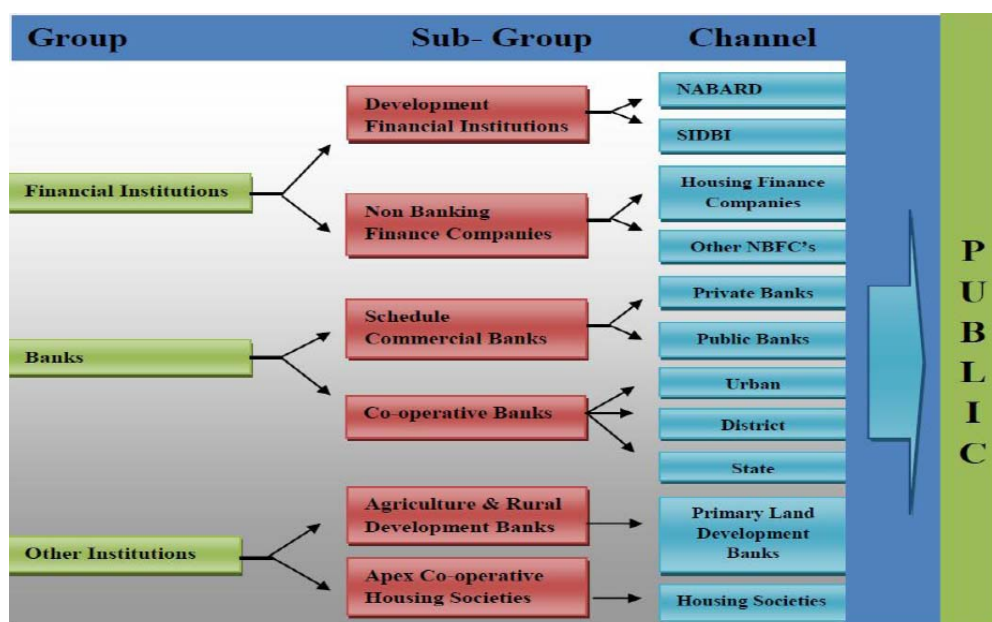 Group Sub- Group Channel
Development
Financial Institutions
NABARD
SIDBI
Financial Institutions
Non Banking
Finance Companies
Housing Finance
Companies
Other NBFC's
Schedule
Commercial Banks
Private Banks
Public Banks
Banks
Co-operative Banks
Urban
District
State
Agriculture & Rural
Development Banks
Primary Land
Development
Banks
Other Institutions
Apex Co-operative
Housing Societies
Housing Societies
P
U
B
L
I
C